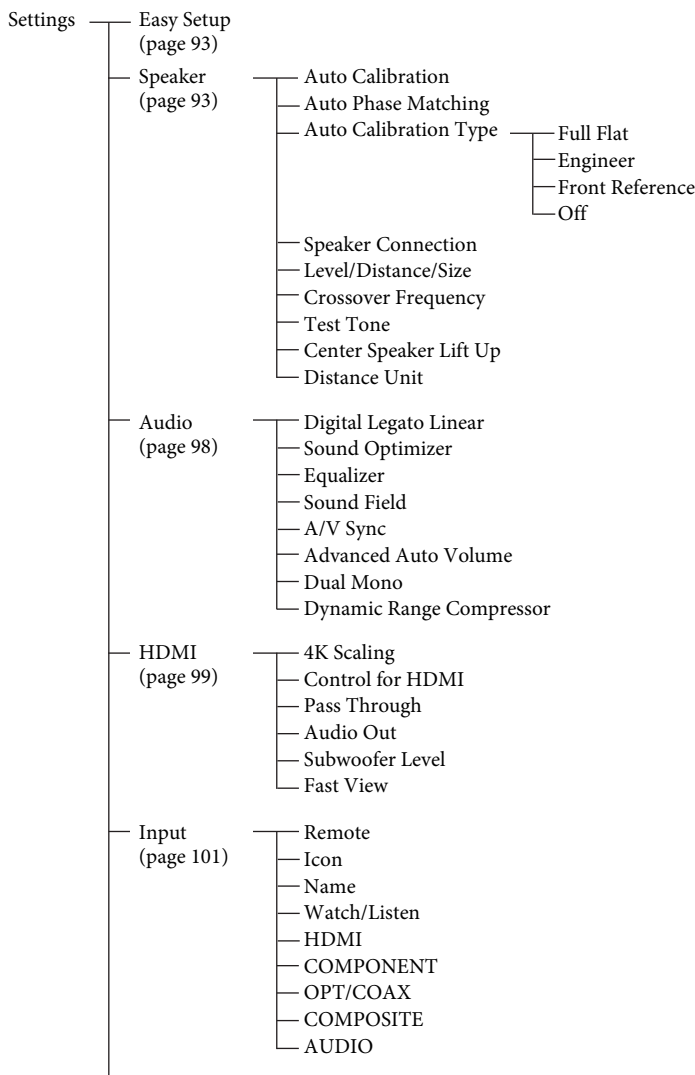 Settings
Easy Setup
(page 93)
Speaker
(page 93)
Auto Calibration
Auto Phase Matching
Auto Calibration Type
Full Flat
Engineer
Front Reference
Off
Speaker Connection
Level/Distance/Size
Crossover Frequency
Test Tone
Center Speaker Lift Up
Distance Unit
Audio
(page 98)
Digital Legato Linear
Sound Optimizer
Equalizer
Sound Field
A/V Sync
Advanced Auto Volume
Dual Mono
Dynamic Range Compressor
HDMI
(page 99)
4K Scaling
Control for HDMI
Pass Through
Audio Out
Subwoofer Level
Fast View
Input
(page 101)
Remote
Icon
Name
Watch/Listen
HDMI
COMPONENT
OPT/COAX
COMPOSITE
AUDIO